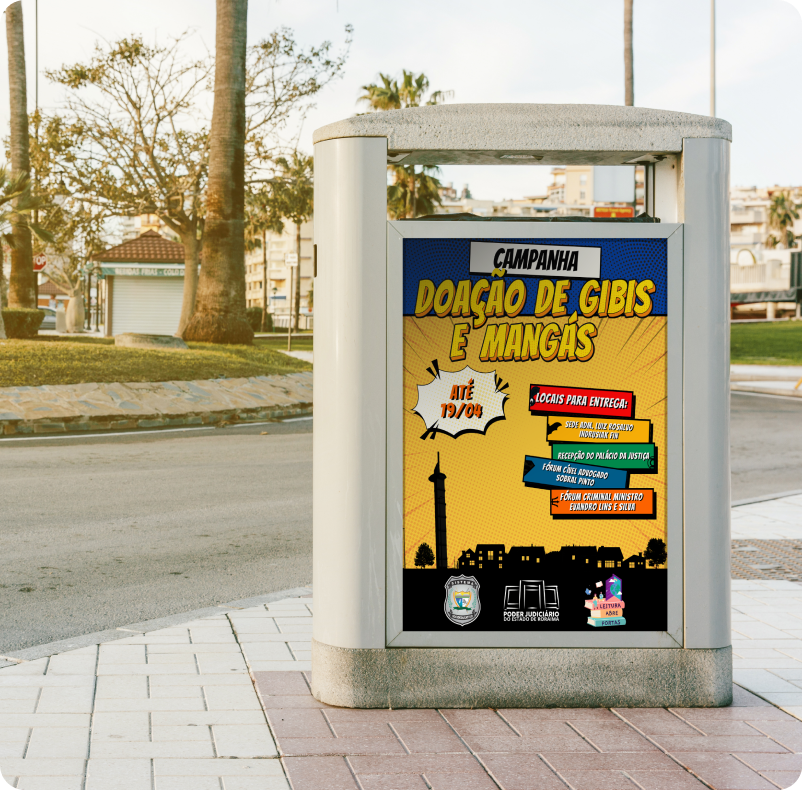 CAMPANHA
DOAÇÃO DE GIBIS
E MANGÁS
ATÉ
19/04
LOCAIS PARA ENTREGA:
SEDE ADM. LUIZ ROSALVO
INDRUSIAK FIN
RECEPÇÃO DO PALÁCIO DA JUSTIÇA
FÓRUM CÍVEL ADVOGADO
SOBRAL PINTO
FÓRUM CRIMINAL MINISTRO
EVANDRO LINS E SILVA
PODER JUDICIÁRIO
DO ESTADO DE RORAIMA
LEITURA
ABRE
PORTAS